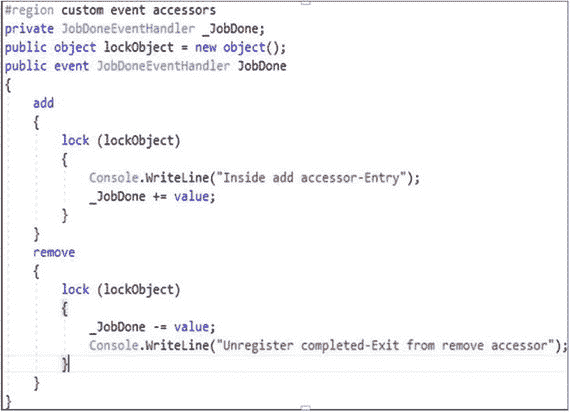 #region custom event accessors
private JobDoneEventHandler _JobDone;
public object lockObject = new object();
public event JobDoneEventHandler JobDone
{
    add
    {
        lock (lockObject)
        {
            Console.WriteLine("Inside add accessor-Entry");
            _JobDone += value;
        }
    }
    remove
    {
        lock (lockObject)
        {
            _JobDone -= value;
            Console.WriteLine("Unregister completed-Exit from remove accessor");
        }
    }
}